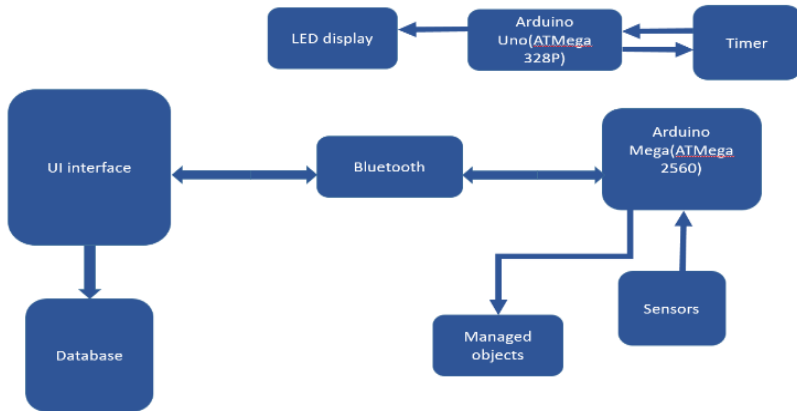 LED display
Arduino
Uno(ATMega
328P)
Timer
UI interface
Bluetooth
Arduino
Mega(ATMega
2560)
Database
Managed
objects
Sensors